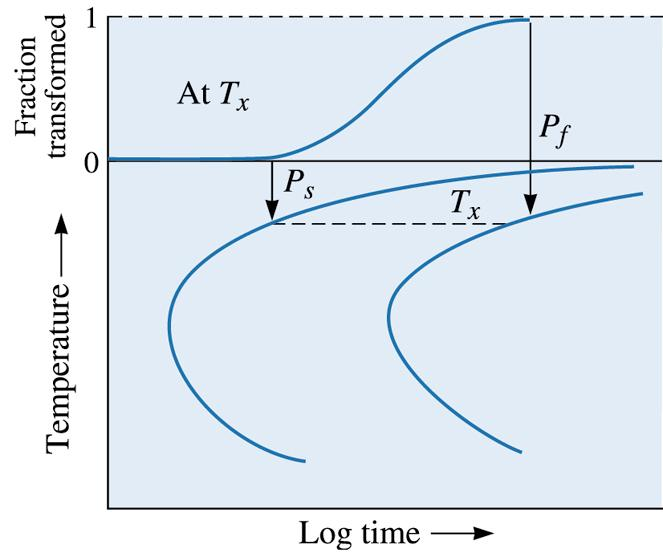 1
Fraction
transformed
At Tx
Pf
0
Ps
Tx
Temperature
Log time